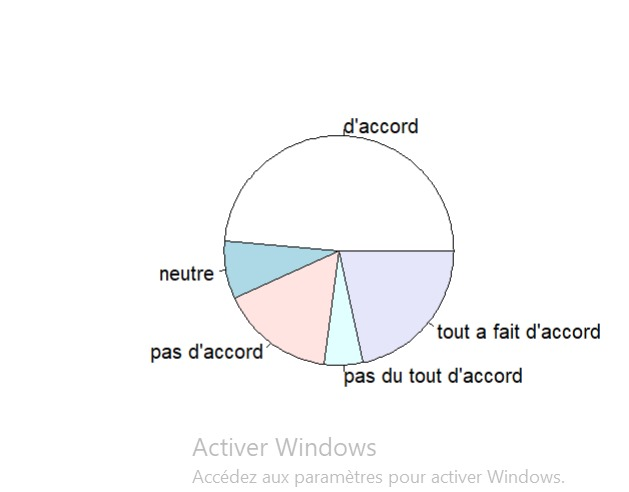 d'accord
neutre
tout a fait d'accord
pas d'accord
pas du tout d'accord
Activer Windows
Accédez aux paramètres pour activer Windows.